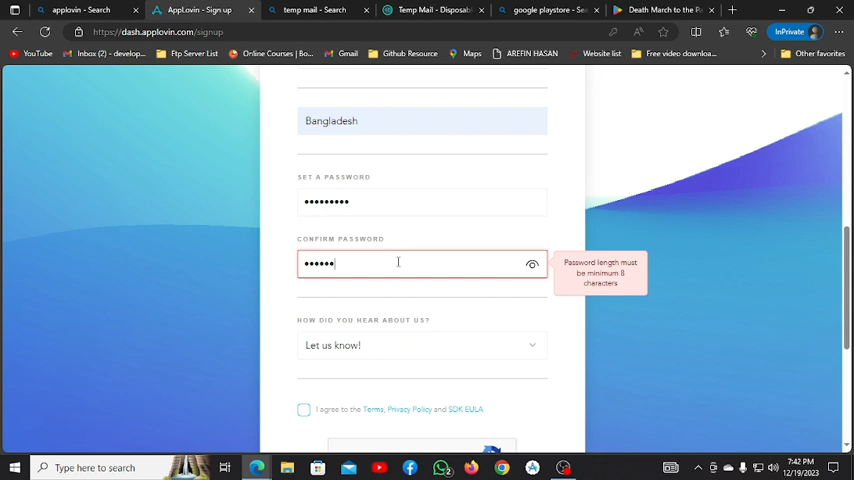 applovin - Search
AppLovin - Sign up
temp mail - Search
Temp Mail - Disposabl
google playstore - Sea
Death March to the Pa
https://dash.applovin.com/signup
InPrivate
YouTube
Inbox (2) - develop...
Ftp Server List
Online Courses | Bo...
Gmail
Github Resource
Maps
AREFIN HASAN
Website list
Free video downloa...
Other favorites
Bangladesh
SET A PASSWORD
•••••••••
CONFIRM PASSWORD
••••••
Password length must
be minimum 8
characters
HOW DID YOU HEAR ABOUT US?
Let us know!
I agree to the Terms, Privacy Policy and SDK EULA
Type here to search
7:42 PM
12/19/2023